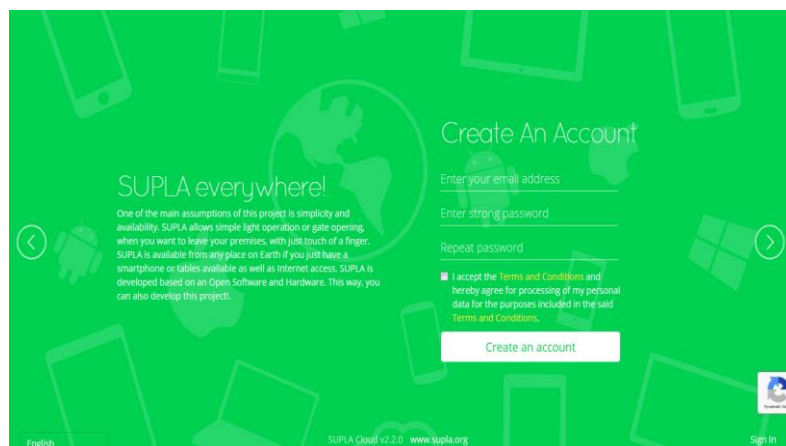 SUPLA everywhere!
One of the main assumptions of this project is simplicity and
availability. SUPLA allows simple light operation or gate opening,
when you want to leave your premises, with just touch of a finger.
SUPLA is available from any place on Earth if you just have a
smartphone or tables available as well as Internet access. SUPLA is
developed based on an Open Software and Hardware. This way, you
can also develop this project!.
Create An Account
Enter your email address
Enter strong password
Repeat password
I accept the Terms and Conditions and
hereby agree for processing of my personal
data for the purposes included in the said
Terms and Conditions.
Create an account
English
SUPLA Cloud v2.2.0 www.supla.org
Sign In